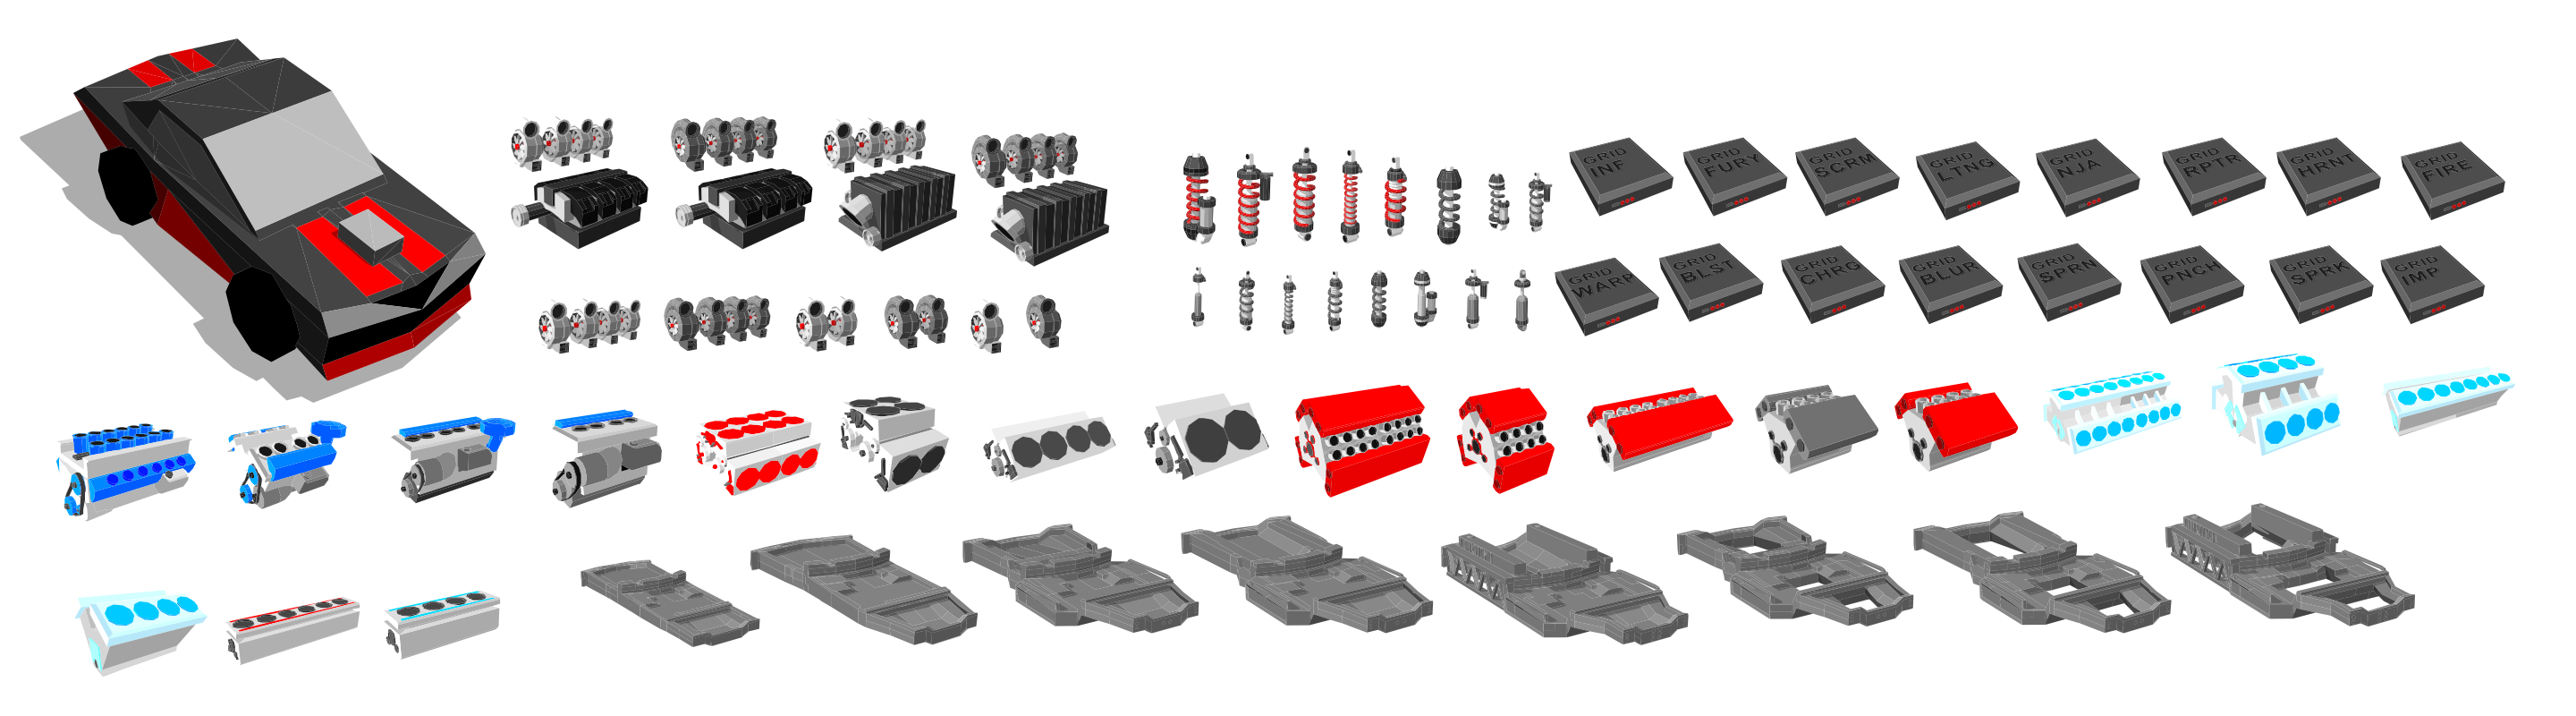 GRID
INF
GRID
FURY
GRID
SCRM
GRID
LTNG
GRID
NJA
GRID
RPTR
GRID
HRNT
GRID
FIRE
GRID
WARP
GRID
BLST
GRID
CHRG
GRID
BLUR
GRID
SPRN
GRID
PNCH
GRID
SPRK
GRID
IMP